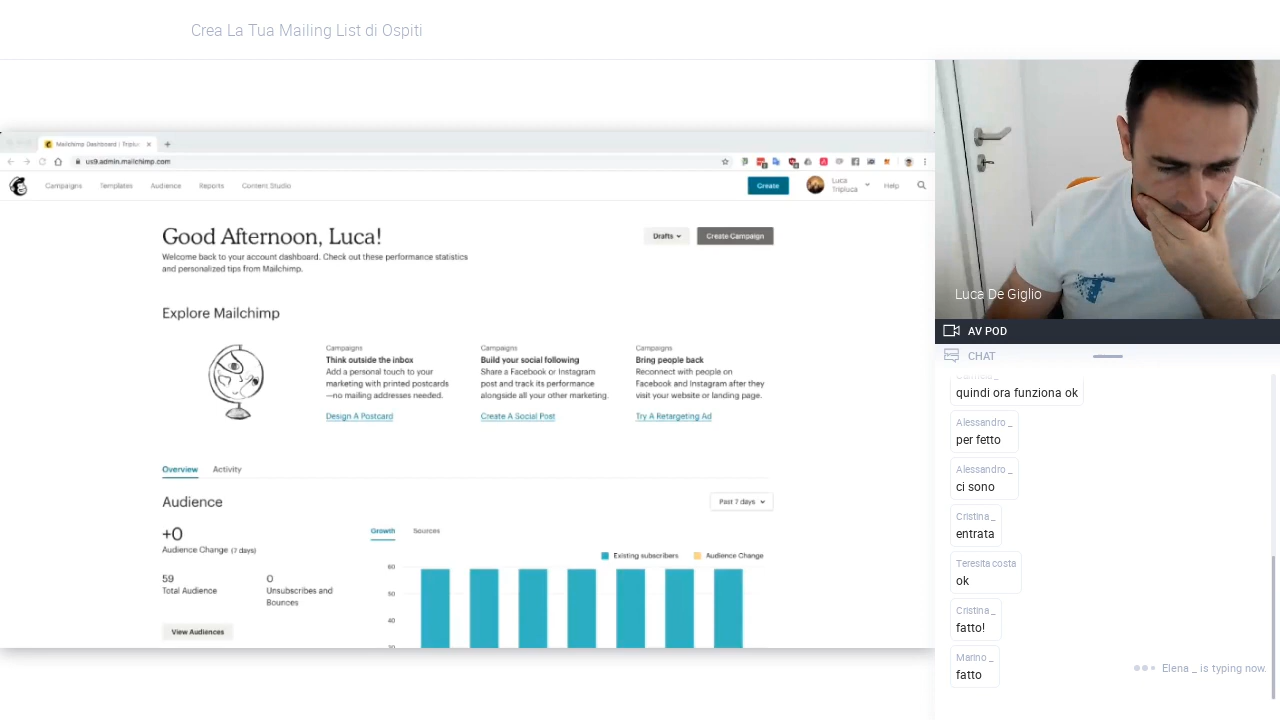 Crea La Tua Mailing List di Ospiti
Mailchimp Dashboard | Triplu
us9.admin.mailchimp.com
Campaigns Templates Audience Reports Content Studio
Create
Luca
Tripluca
Help
Good Afternoon, Luca!
Drafts
Create Campaign
Welcome back to your account dashboard. Check out these performance statistics
and personalized tips from Mailchimp.
Explore Mailchimp
Campaigns
Think outside the inbox
Add a personal touch to your
marketing with printed postcards
—no mailing addresses needed.
Design A Postcard
Campaigns
Build your social following
Share a Facebook or Instagram
post and track its performance
alongside all your other marketing.
Create A Social Post
Campaigns
Bring people back
Reconnect with people on
Facebook and Instagram after they
visit your website or landing page.
Try A Retargeting Ad
Overview Activity
Audience
Past 7 days
+0
Audience Change (7 days)
59
Total Audience
0
Unsubscribes and
Bounces
View Audiences
Growth Sources
Existing subscribers Audience Change
60
50
40
30
Luca De Giglio
AV POD
CHAT
quindi ora funziona ok
Alessandro _
per fetto
Alessandro _
ci sono
Cristina _
entrata
Teresita costa
ok
Cristina _
fatto!
Marino _
fatto
Elena _ is typing now.